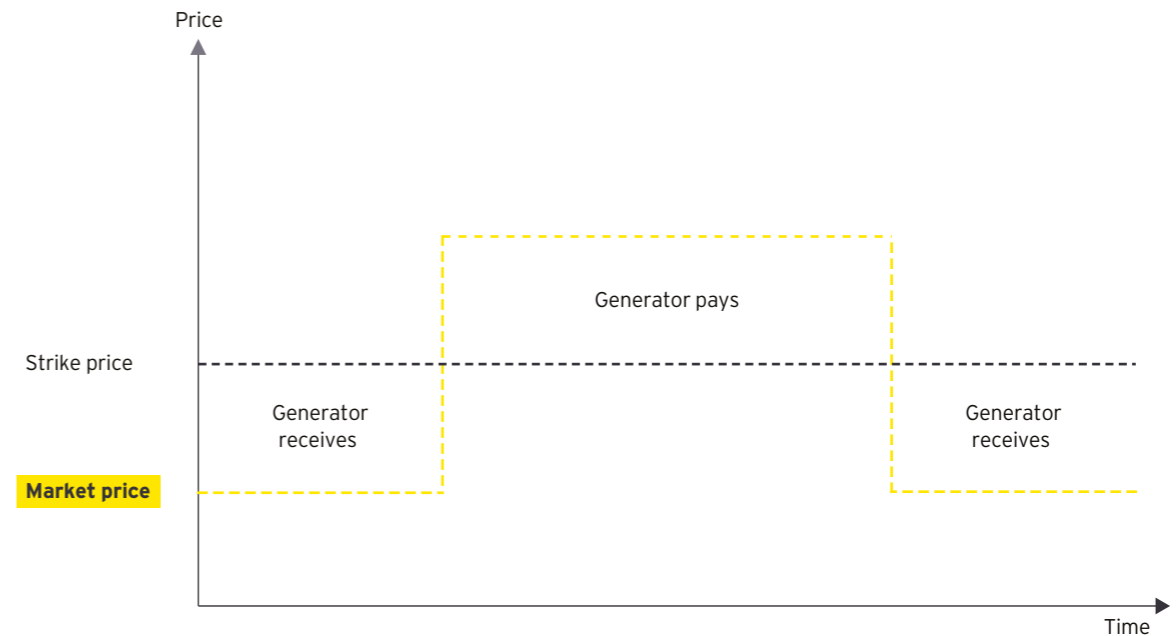 Price
Generator pays
Strike price
Generator
receives
Generator
receives
Market price
Time